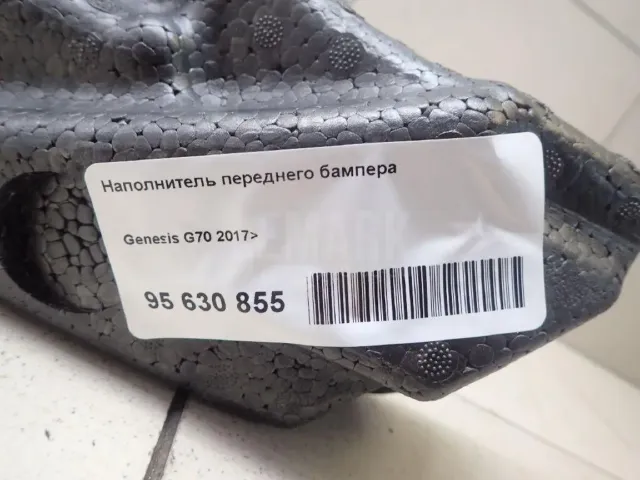 Наполнитель переднего бампера
Genesis G70 2017>
95 630 855